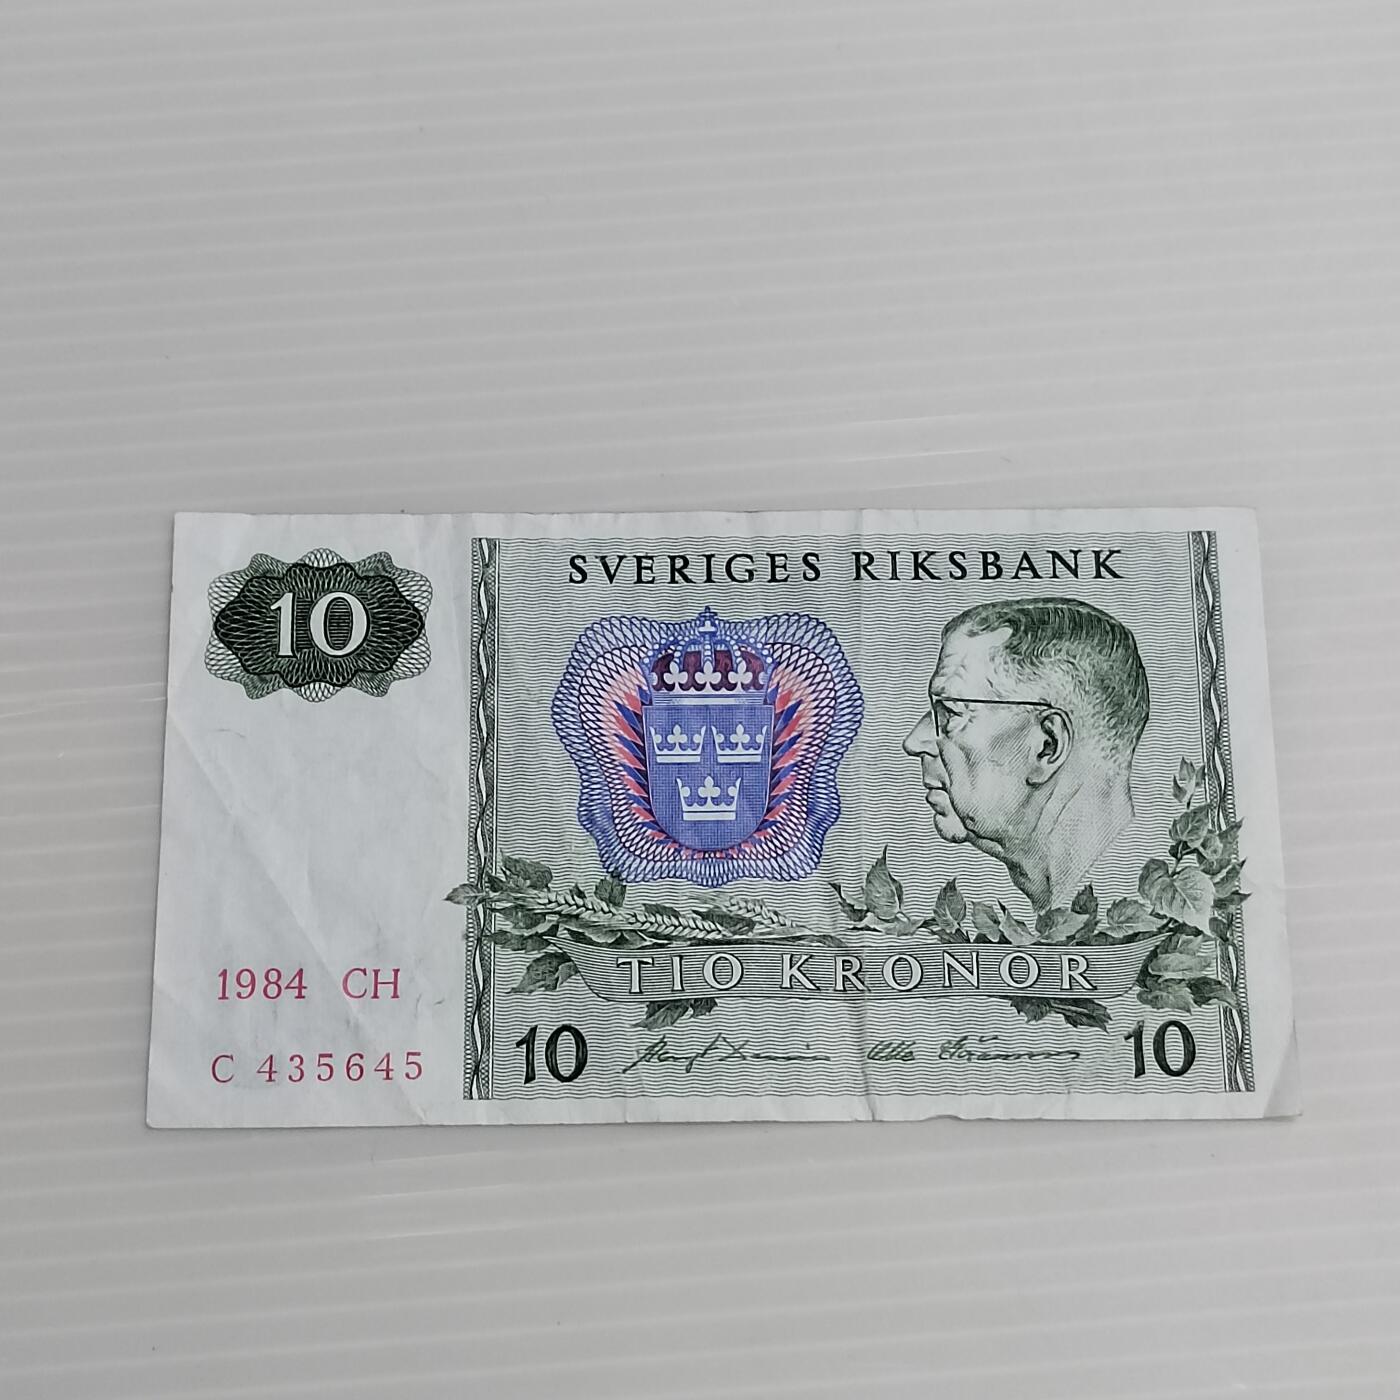 10
SVERIGES RIKSBANK
1984 CH
C 435645
TIO KRONOR
10
10